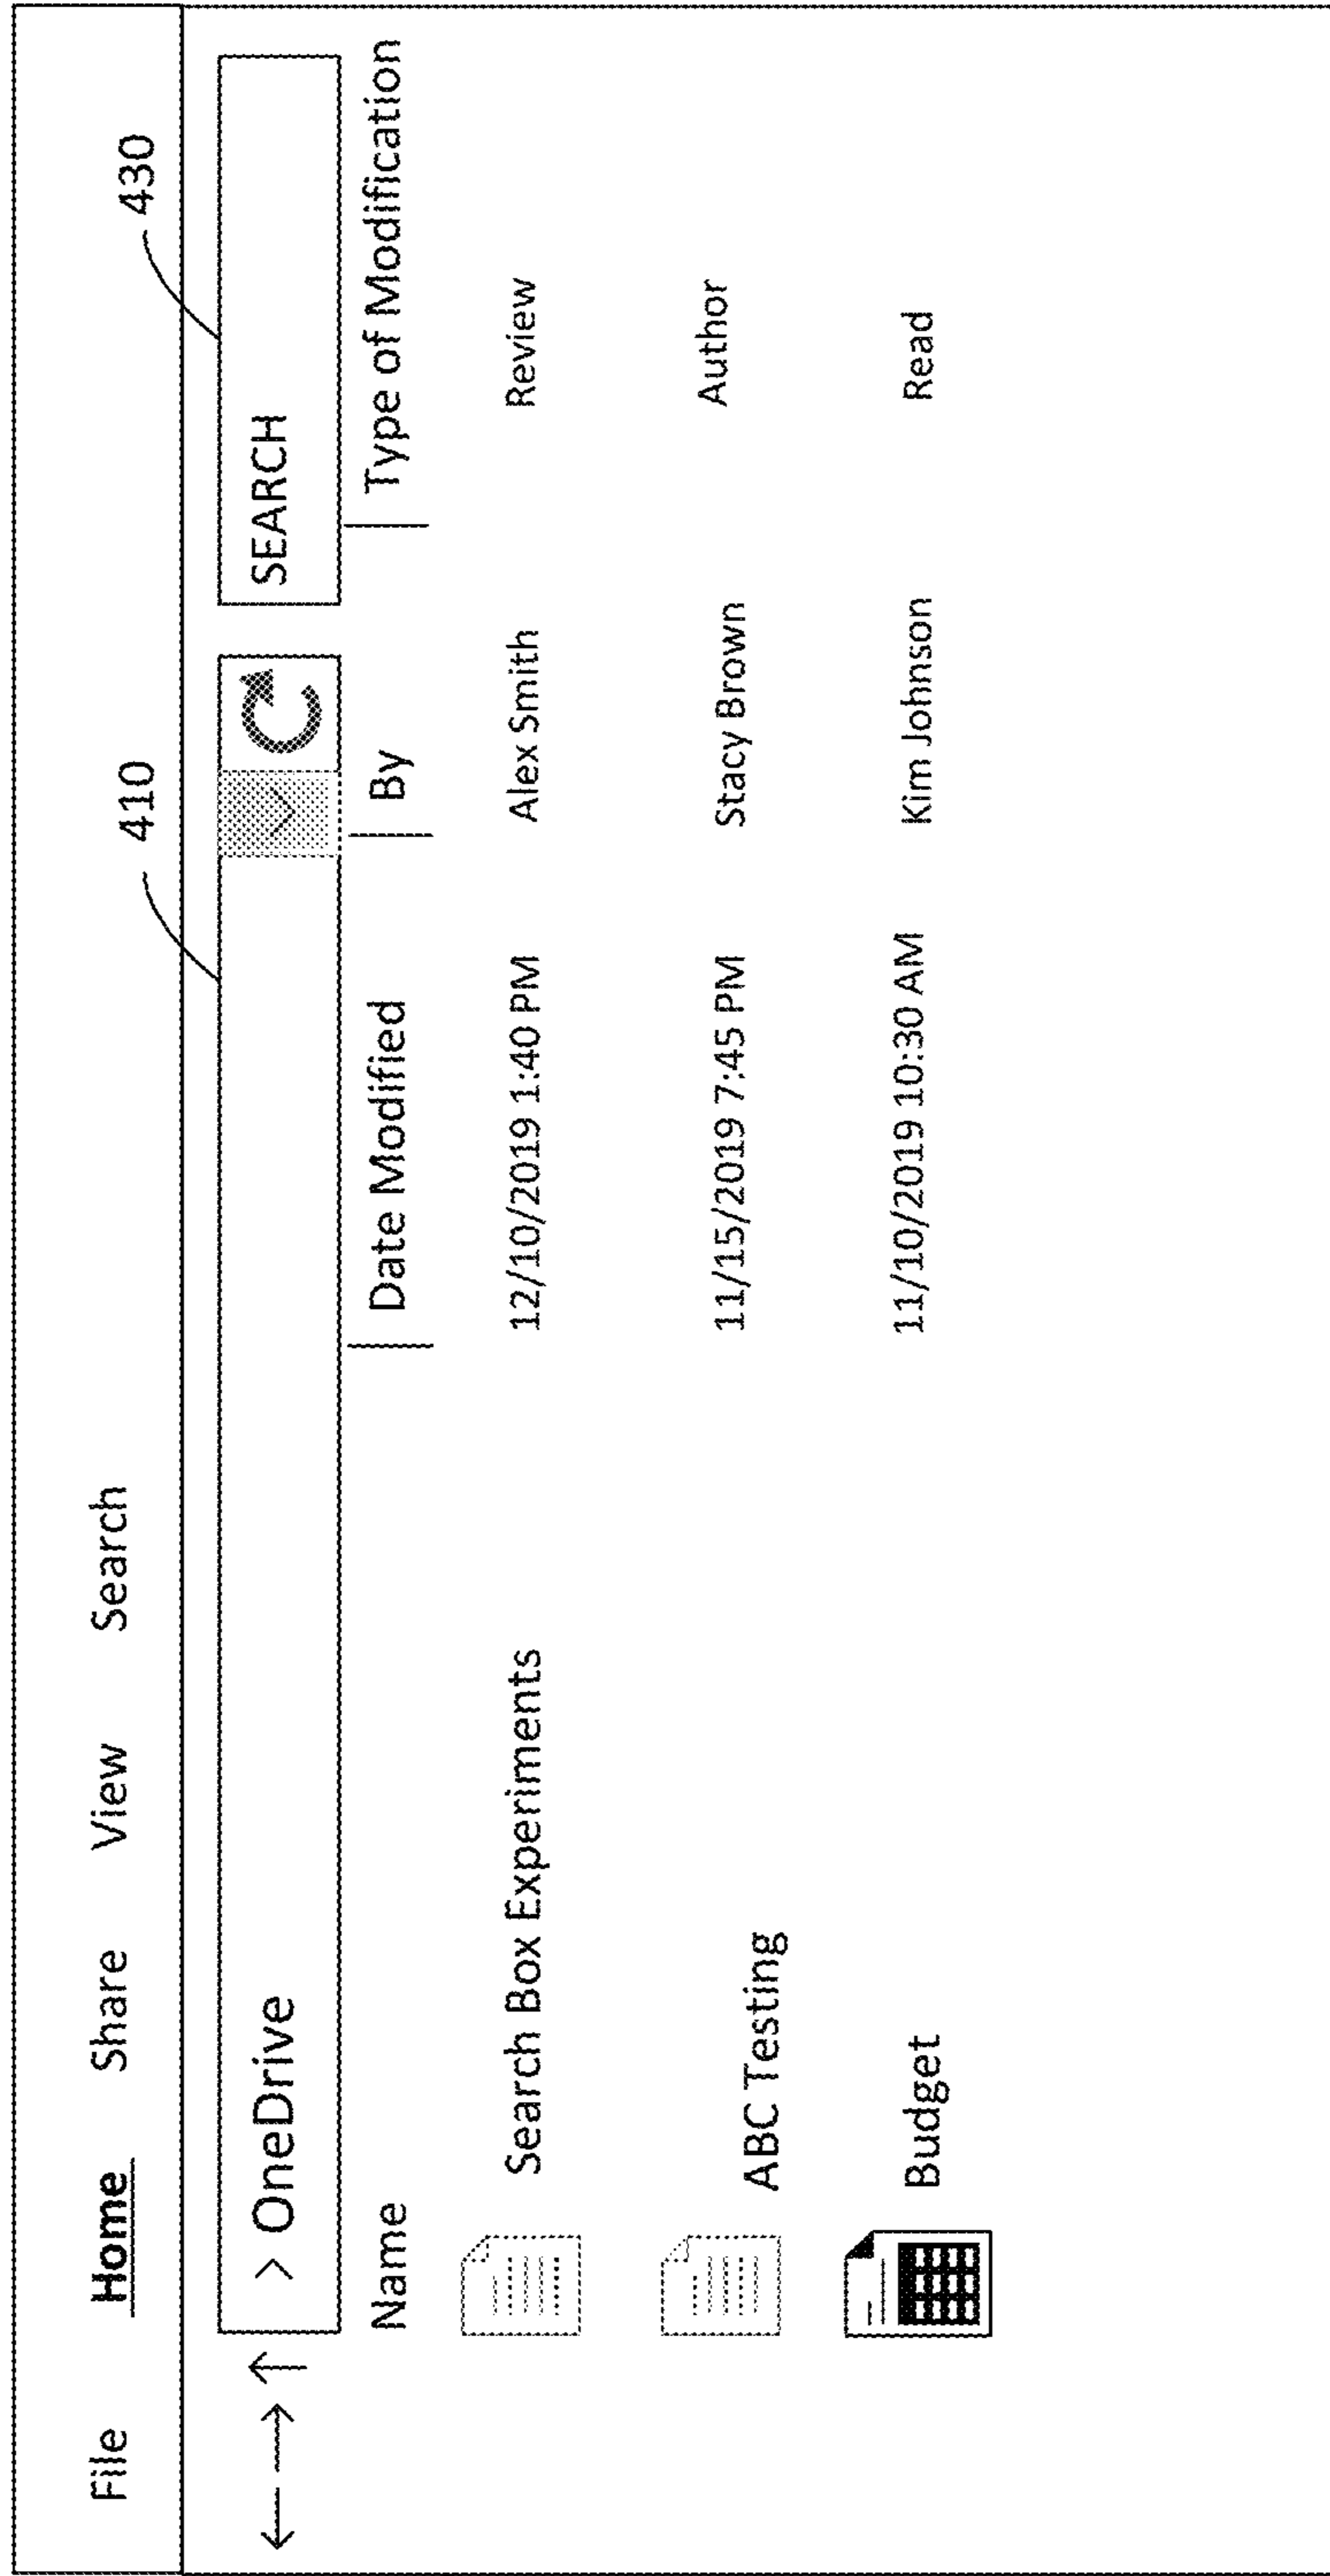 File Home Share View Search
410
430
> OneDrive
SEARCH
Name Date Modified By Type of Modification
Search Box Experiments 12/10/2019 1:40 PM Alex Smith Review
ABC Testing 11/15/2019 7:45 PM Stacy Brown Author
Budget 11/10/2019 10:30 AM Kim Johnson Read